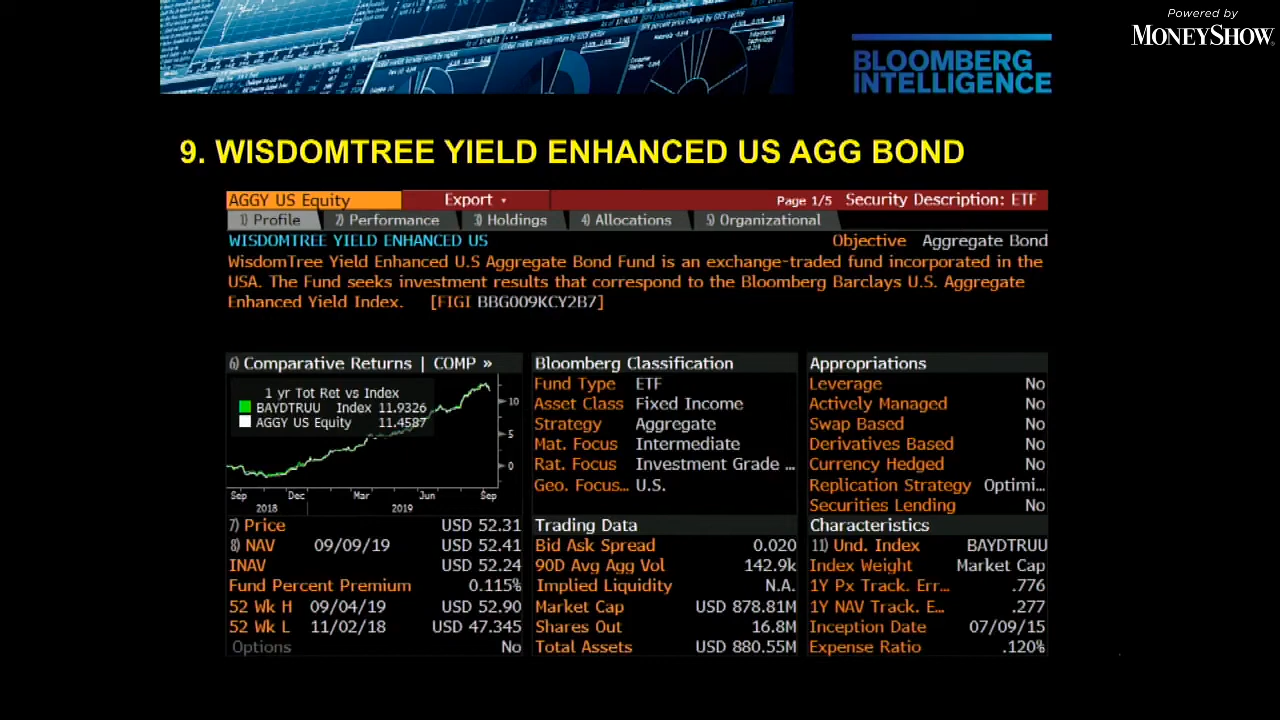 Powered by
MONEYSHOW
BLOOMBERG
INTELLIGENCE
9. WISDOMTREE YIELD ENHANCED US AGG BOND
AGGY US Equity Export Page 1/5 Security Description: ETF
1) Profile 2) Performance 3) Holdings 4) Allocations 5) Organizational
WISDOMTREE YIELD ENHANCED US Objective Aggregate Bond
WisdomTree Yield Enhanced U.S Aggregate Bond Fund is an exchange-traded fund incorporated in the
USA. The Fund seeks investment results that correspond to the Bloomberg Barclays U.S. Aggregate
Enhanced Yield Index. [FIGI BBG009KCY2B7]
6) Comparative Returns | COMP »
1 yr Tot Ret vs Index
BAYDTRUU Index 11.9326
AGGY US Equity 11.4587
10
5
0
Sep Dec Mar Jun Sep
2018 2019
7) Price USD 52.31
8) NAV 09/09/19 USD 52.41
INAV USD 52.24
Fund Percent Premium 0.115%
52 Wk H 09/04/19 USD 52.90
52 Wk L 11/02/18 USD 47.345
Options No
Bloomberg Classification
Fund Type ETF
Asset Class Fixed Income
Strategy Aggregate
Mat. Focus Intermediate
Rat. Focus Investment Grade ...
Geo. Focus... U.S.
Trading Data
Bid Ask Spread 0.020
90D Avg Agg Vol 142.9k
Implied Liquidity N.A.
Market Cap USD 878.81M
Shares Out 16.8M
Total Assets USD 880.55M
Appropriations
Leverage No
Actively Managed No
Swap Based No
Derivatives Based No
Currency Hedged No
Replication Strategy Optimi...
Securities Lending No
Characteristics
11) Und. Index BAYDTRUU
Index Weight Market Cap
1Y Px Track. Err... .776
1Y NAV Track. E... .277
Inception Date 07/09/15
Expense Ratio .120%